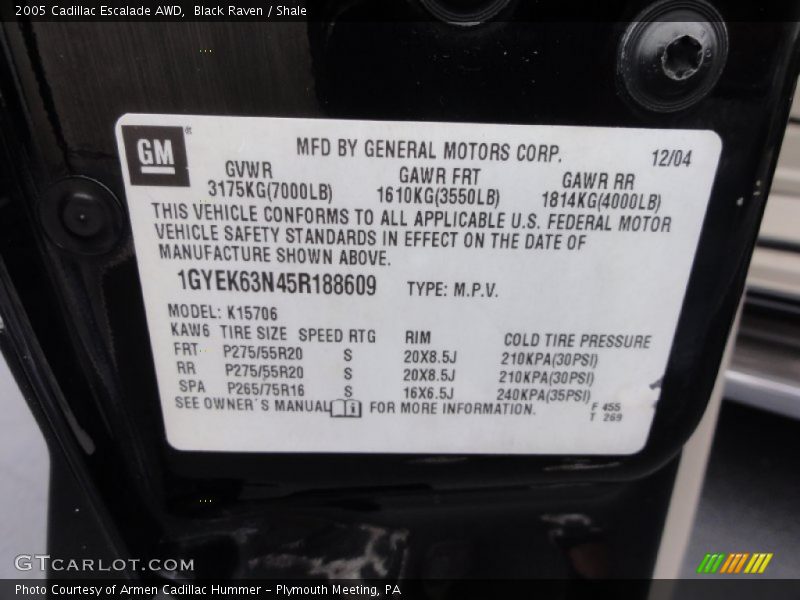 2005 Cadillac Escalade AWD, Black Raven / Shale
GM
MFD BY GENERAL MOTORS CORP. 12/04
GVWR GAWR FRT GAWR RR
3175KG(7000LB) 1610KG(3550LB) 1814KG(4000LB)
THIS VEHICLE CONFORMS TO ALL APPLICABLE U.S. FEDERAL MOTOR
VEHICLE SAFETY STANDARDS IN EFFECT ON THE DATE OF
MANUFACTURE SHOWN ABOVE.
1GYEK63N45R188609 TYPE: M.P.V.
MODEL: K15706
KAW6 TIRE SIZE SPEED RTG RIM COLD TIRE PRESSURE
FRT P275/55R20 S 20X8.5J 210KPA(30PSI)
RR P275/55R20 S 20X8.5J 210KPA(30PSI)
SPA P265/75R16 S 16X6.5J 240KPA(35PSI)
SEE OWNER'S MANUAL FOR MORE INFORMATION.
F 455
T 269
GTCARLOT.COM
Photo Courtesy of Armen Cadillac Hummer - Plymouth Meeting, PA